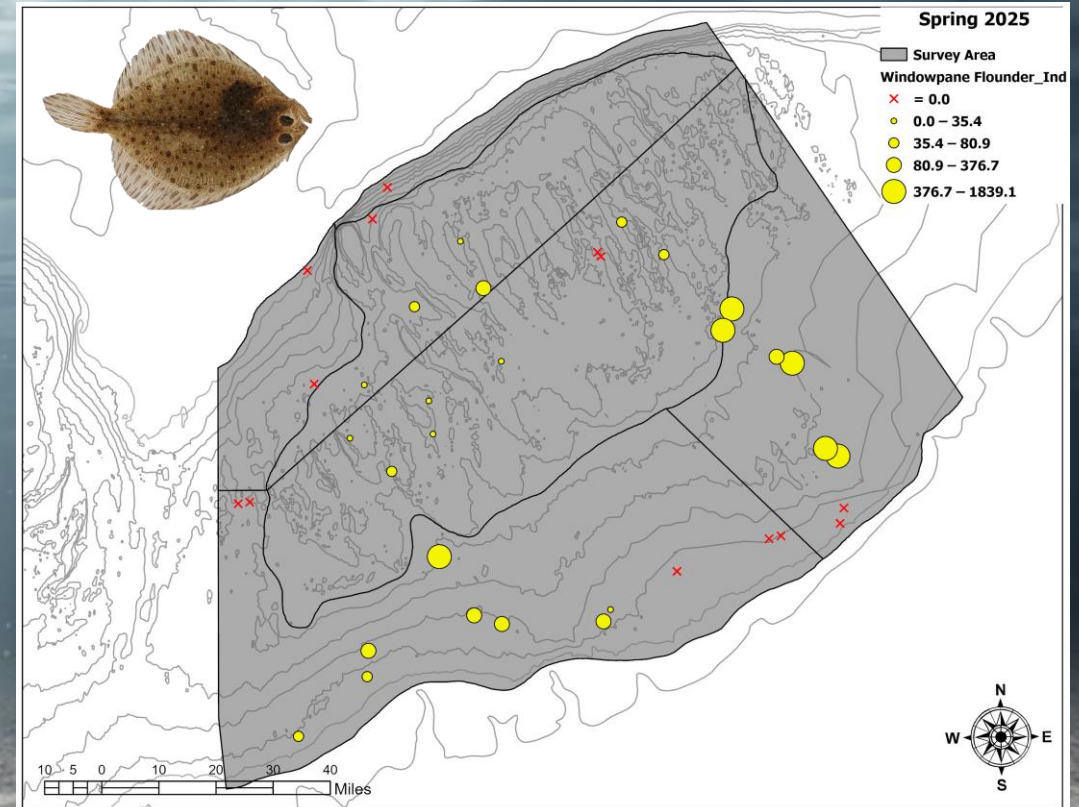 Spring 2025
Survey Area
Windowpane Flounder_Ind
= 0.0
0.0 – 35.4
35.4 – 80.9
80.9 – 376.7
376.7 – 1839.1
N
W E
S
10 5 0 10 20 30 40
Miles